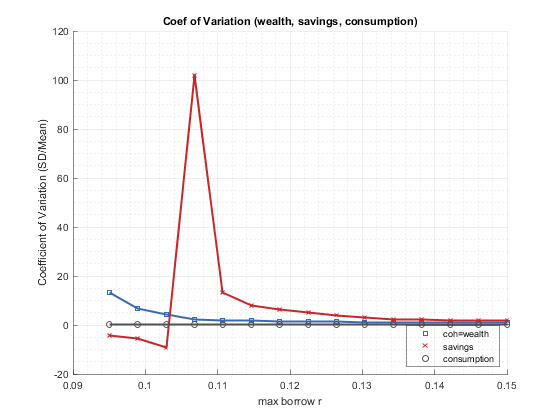 Coef of Variation (wealth, savings, consumption)
120
100
80
60
40
20
0
-20
Coefficient of Variation (SD/Mean)
0.09
0.1
0.11
0.12
0.13
0.14
0.15
max borrow r
coh=wealth
savings
consumption